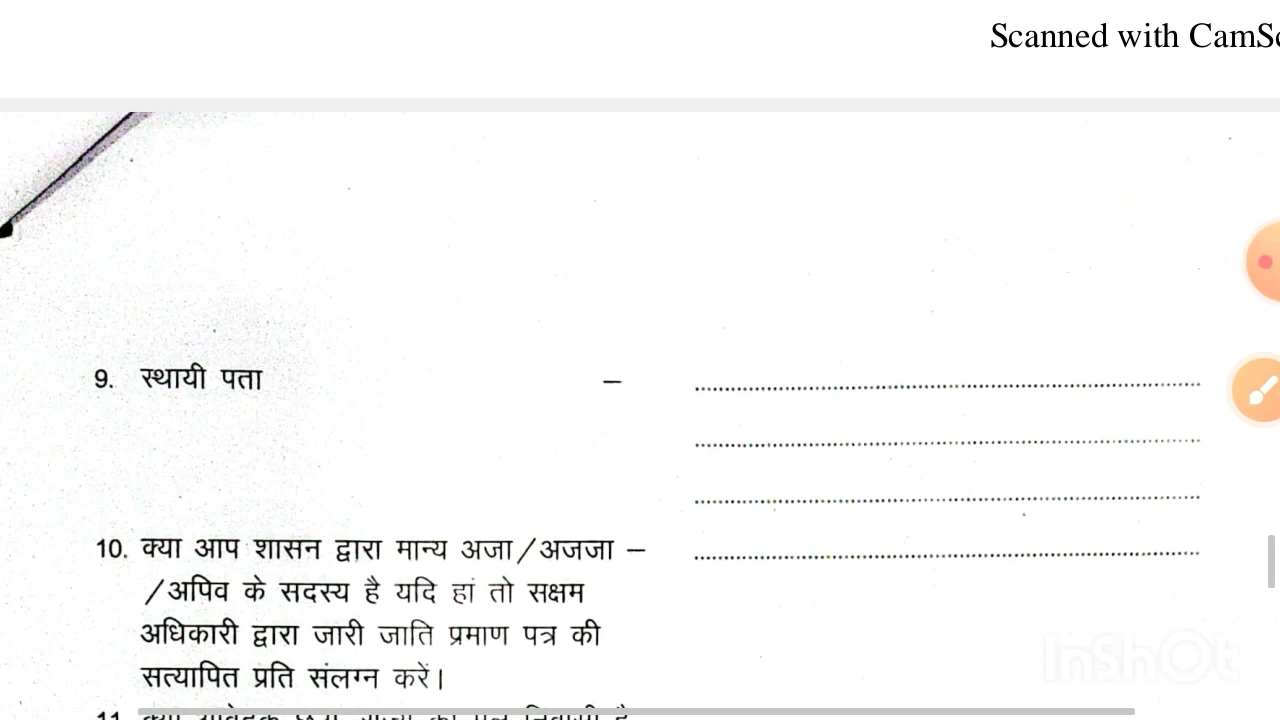 Scanned with CamSc
9. स्थायी पता – ........................
........................
........................
10. क्या आप शासन द्वारा मान्य अजा/अजजा – ........................
/अपिव के सदस्य है यदि हां तो सक्षम
अधिकारी द्वारा जारी जाति प्रमाण पत्र की
सत्यापित प्रति संलग्न करें।
11.
InShOt